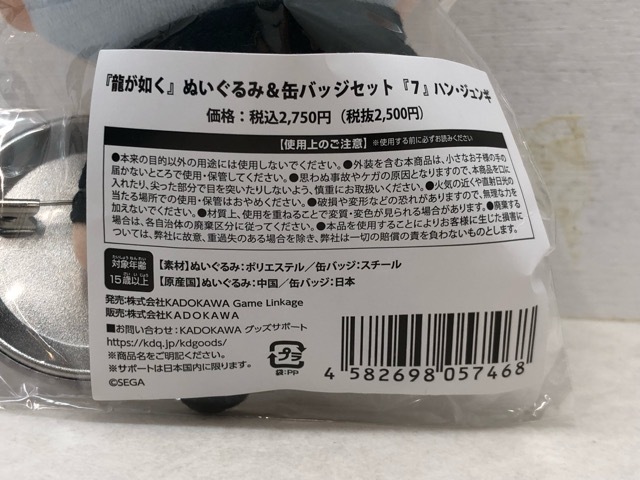 『龍が如く』ぬいぐるみ＆缶バッジセット『7』ハン・ジュンギ
価格：税込2,750円（税抜2,500円）
【使用上のご注意】※使用する前に必ずお読みください
●本来の目的以外の用途には使用しないでください。●外装を含む本商品は、小さなお子様の手の
届かないところで使用・保管してください。●思わぬ事故やケガの原因となりますので、本商品を口に
入れたり、尖った部分で目を突いたりしないよう、慎重にお取扱いください。●火気の近くや直射日光の
当たる場所での使用・保管はおやめください。●破損や変形などの恐れがありますので、無理な力を
加えないでください。●材質上、使用を重ねることで変質・変色が見られる場合があります。●廃棄する
場合は、各自治体の廃棄区分に従ってください。●本品を使用することによりお客様に生じた損害に
ついては、弊社に故意、重過失のある場合を除き、弊社は一切の賠償の責を負わないものとします。
たいしょうねんれい
対象年齢
さい いじょう
15歳以上
【素材】ぬいぐるみ：ポリエステル／缶バッジ：スチール
【原産国】ぬいぐるみ：中国／缶バッジ：日本
発売：株式会社KADOKAWA Game Linkage
販売：株式会社KADOKAWA
■お問い合わせ：KADOKAWA グッズサポート
https://kdq.jp/kdgoods/
※商品名をご明記ください。
※サポートは日本国内に限ります。
©SEGA
プラ
袋：PP
4 582698 057468